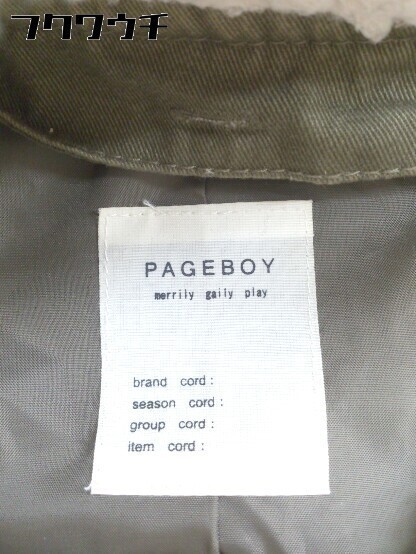 フクワウチ
PAGEBOY
merrily gaily play
brand cord :
season cord :
group cord :
item cord :